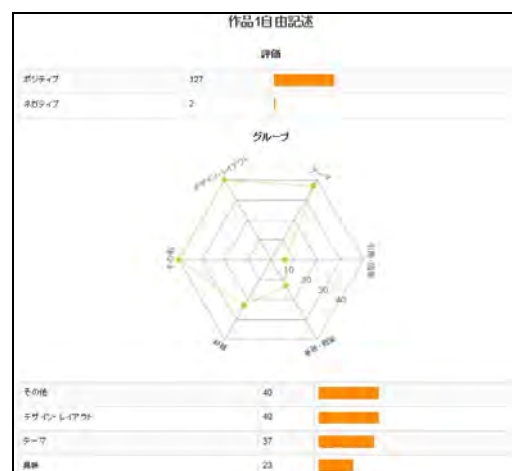 作品1自由記述
評価
ポジティブ 127
ネガティブ 2
グループ
デザイン・レイアウト
テーマ
その他
10
20
30
40
その他 40
デザイン・レイアウト 40
テーマ 37
興味 23